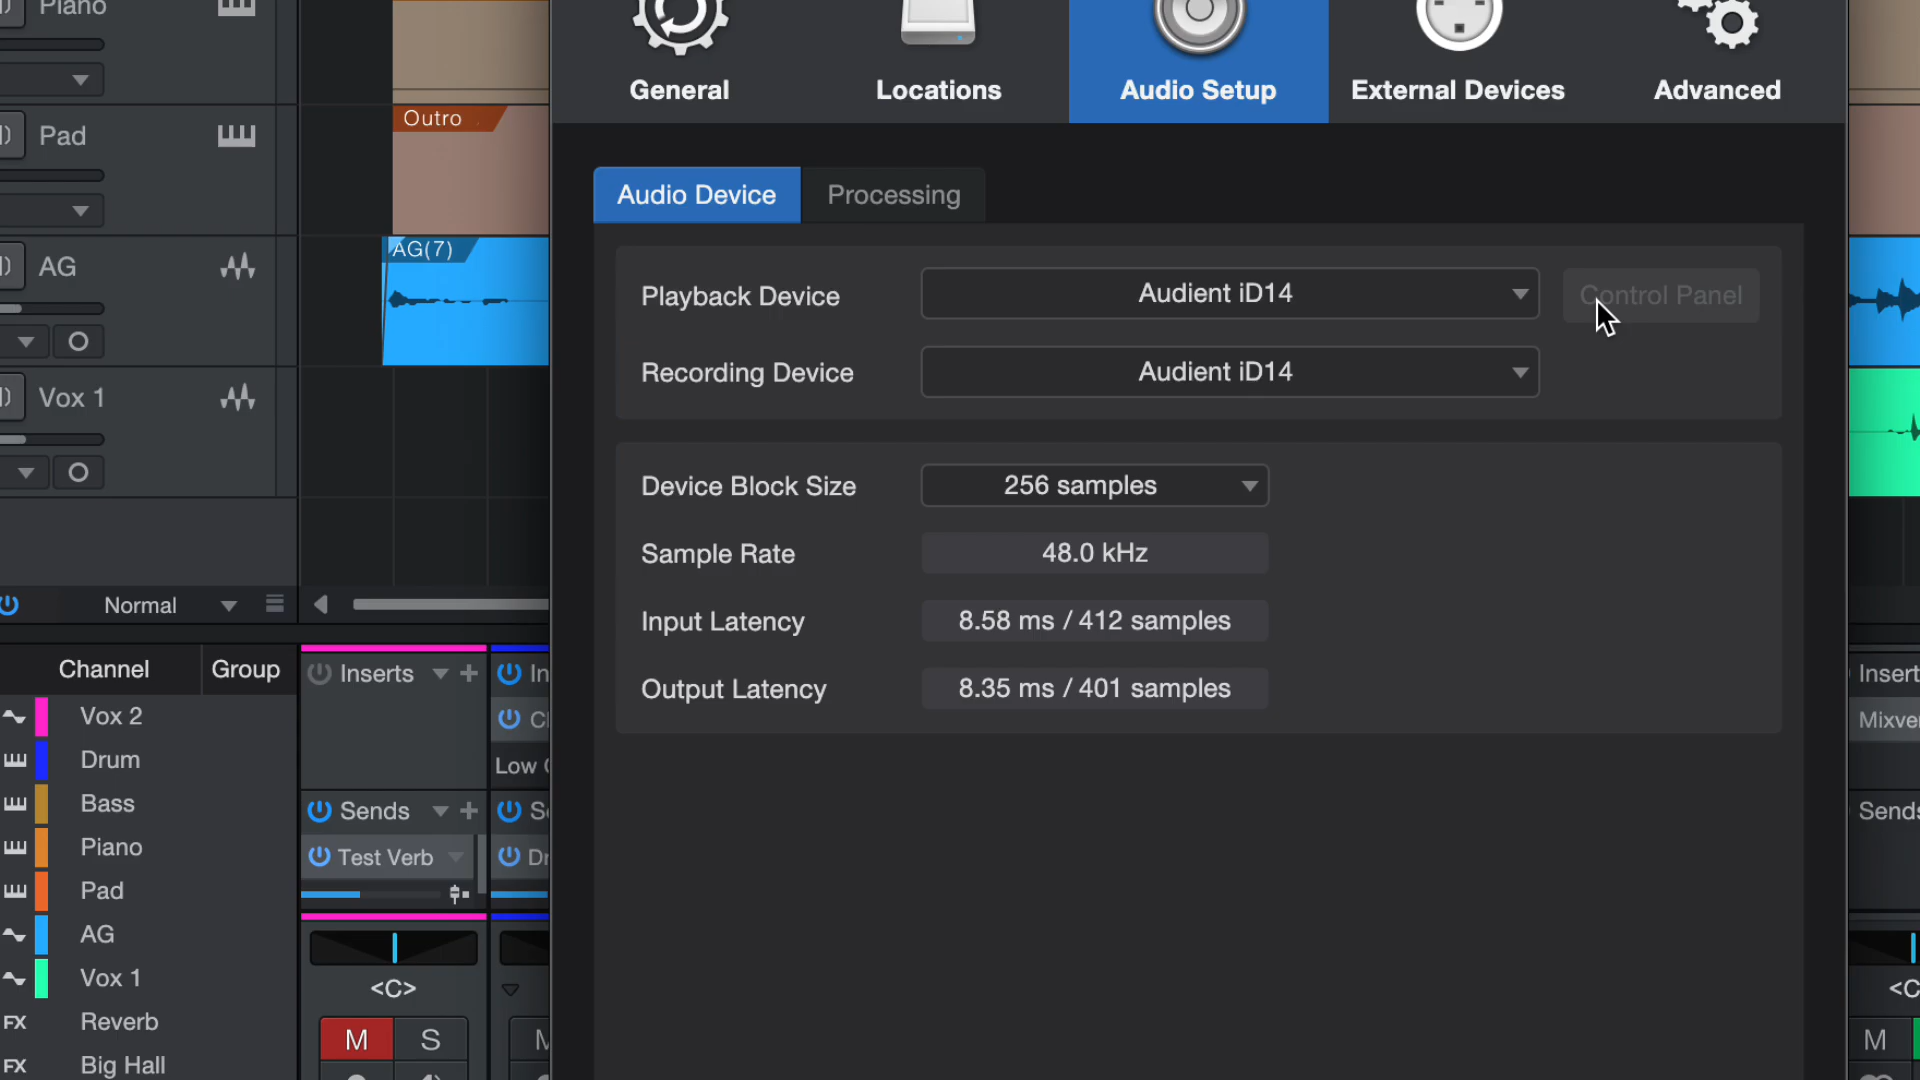 Piano
General
Locations
Audio Setup
External Devices
Advanced
Outro
Pad
Audio Device
Processing
AG(7)
AG
Playback Device
Audient iD14
Control Panel
Recording Device
Audient iD14
Vox 1
Device Block Size
256 samples
Sample Rate
48.0 kHz
Normal
Input Latency
8.58 ms / 412 samples
Channel
Group
Inserts
Output Latency
8.35 ms / 401 samples
Vox 2
Drum
Low
Bass
Sends
Piano
Test Verb
Pad
AG
Vox 1
<C>
FX Reverb
M S
FX Big Hall
M